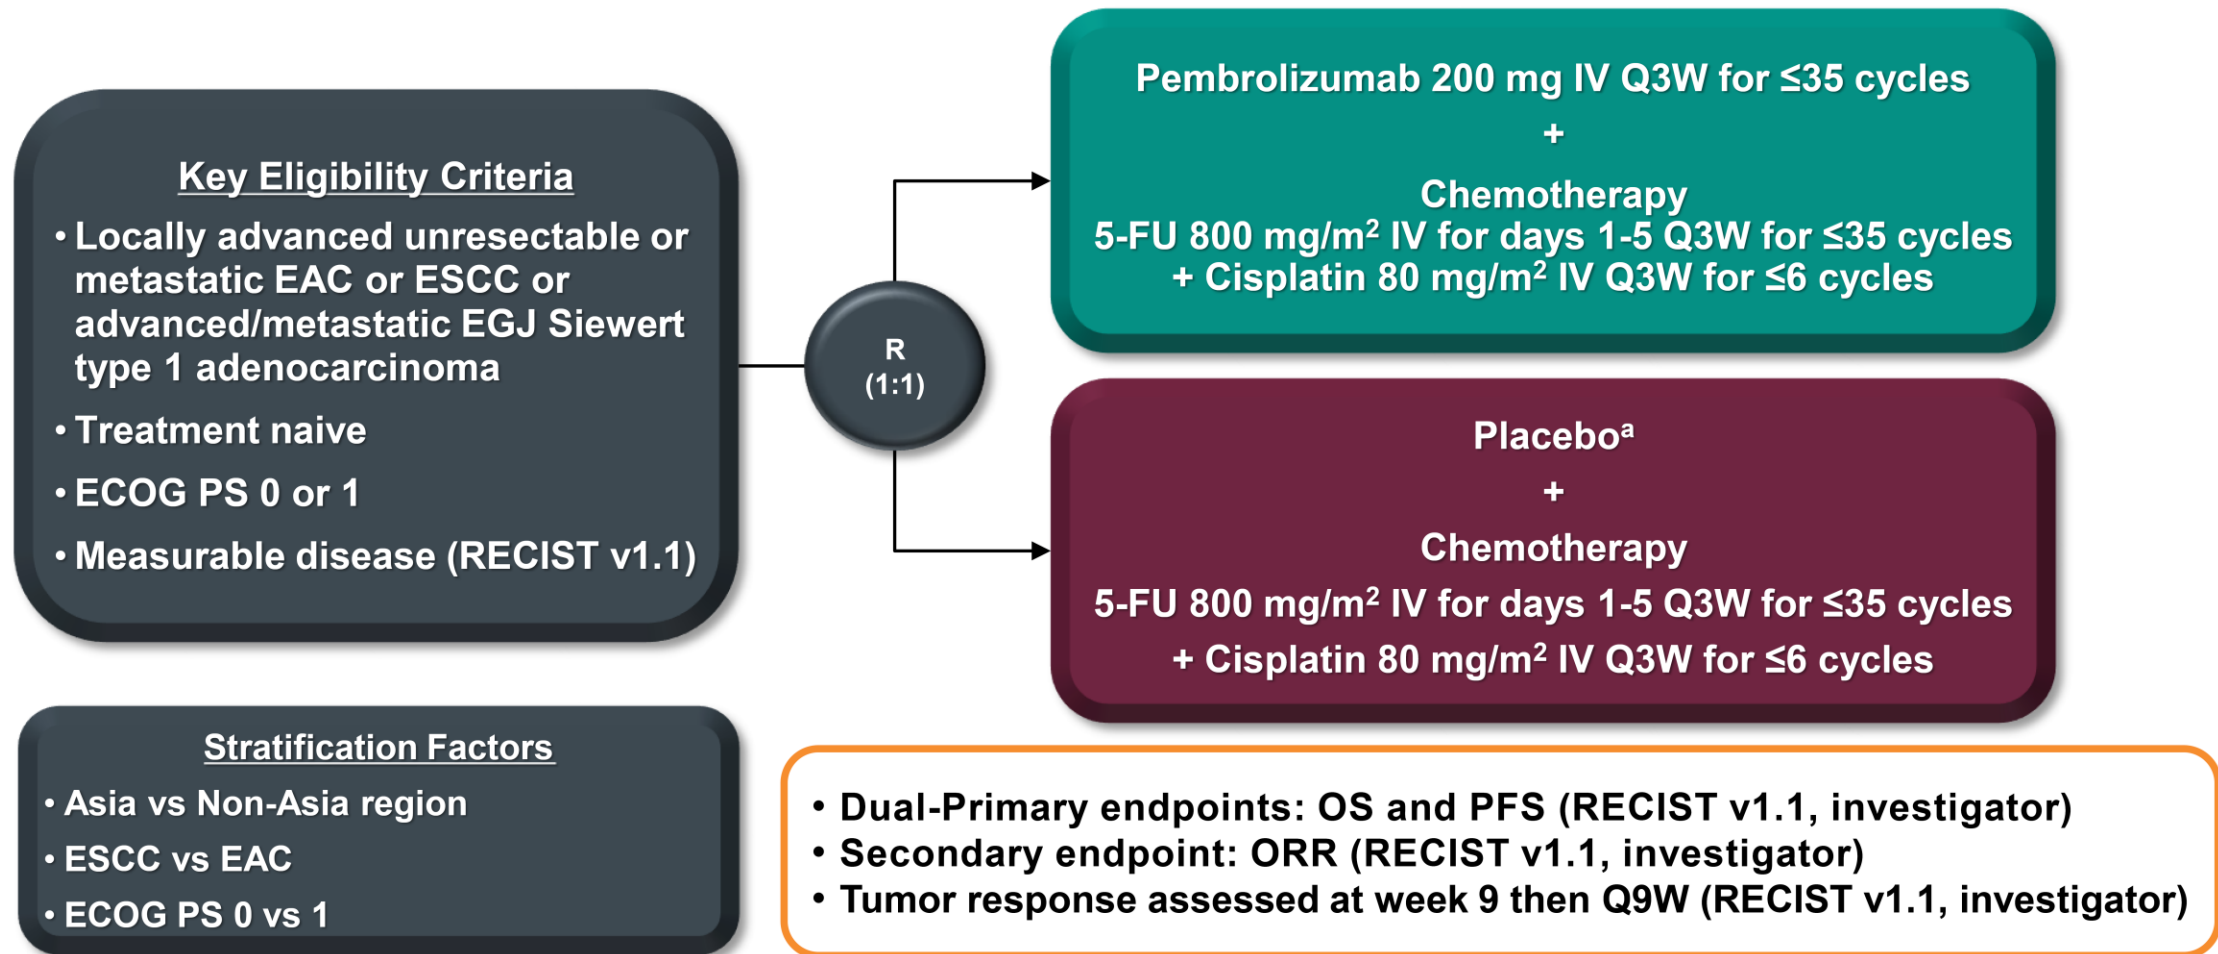 Key Eligibility Criteria
• Locally advanced unresectable or
metastatic EAC or ESCC or
advanced/metastatic EGJ Siewert
type 1 adenocarcinoma
• Treatment naive
• ECOG PS 0 or 1
• Measurable disease (RECIST v1.1)
Stratification Factors
• Asia vs Non-Asia region
• ESCC vs EAC
• ECOG PS 0 vs 1
R
(1:1)
Pembrolizumab 200 mg IV Q3W for ≤35 cycles
+
Chemotherapy
5-FU 800 mg/m² IV for days 1-5 Q3W for ≤35 cycles
+ Cisplatin 80 mg/m² IV Q3W for ≤6 cycles
Placeboᵃ
+
Chemotherapy
5-FU 800 mg/m² IV for days 1-5 Q3W for ≤35 cycles
+ Cisplatin 80 mg/m² IV Q3W for ≤6 cycles
• Dual-Primary endpoints: OS and PFS (RECIST v1.1, investigator)
• Secondary endpoint: ORR (RECIST v1.1, investigator)
• Tumor response assessed at week 9 then Q9W (RECIST v1.1, investigator)